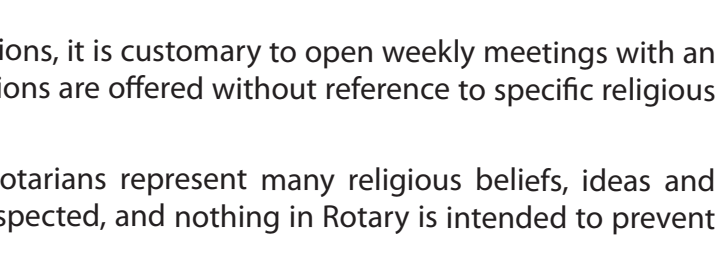 ions, it is customary to open weekly meetings with an
ions are offered without reference to specific religious
otarians represent many religious beliefs, ideas and
spected, and nothing in Rotary is intended to prevent